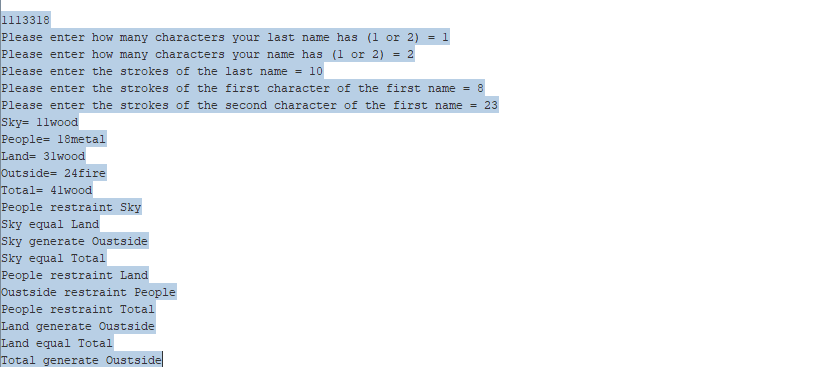 1113318
Please enter how many characters your last name has (1 or 2) = 1
Please enter how many characters your name has (1 or 2) = 2
Please enter the strokes of the last name = 10
Please enter the strokes of the first character of the first name = 8
Please enter the strokes of the second character of the first name = 23
Sky= 11wood
People= 18metal
Land= 31wood
Outside= 24fire
Total= 41wood
People restraint Sky
Sky equal Land
Sky generate Oustside
Sky equal Total
People restraint Land
Oustside restraint People
People restraint Total
Land generate Oustside
Land equal Total
Total generate Oustside